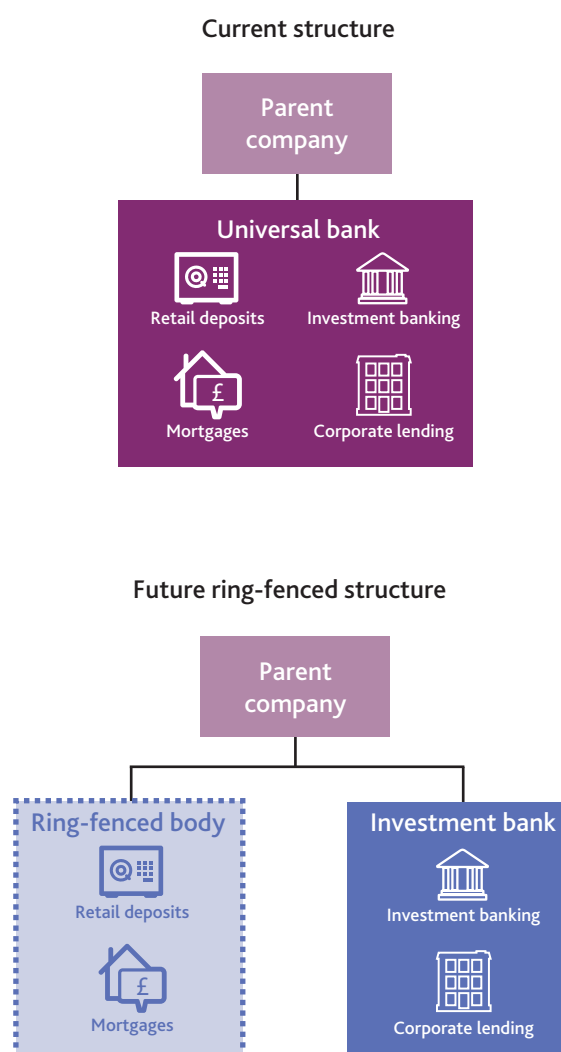 Current structure
Parent
company
Universal bank
Retail deposits
Investment banking
£
Mortgages
Corporate lending
Future ring-fenced structure
Parent
company
Ring-fenced body
Investment bank
Retail deposits
Investment banking
£
Mortgages
Corporate lending